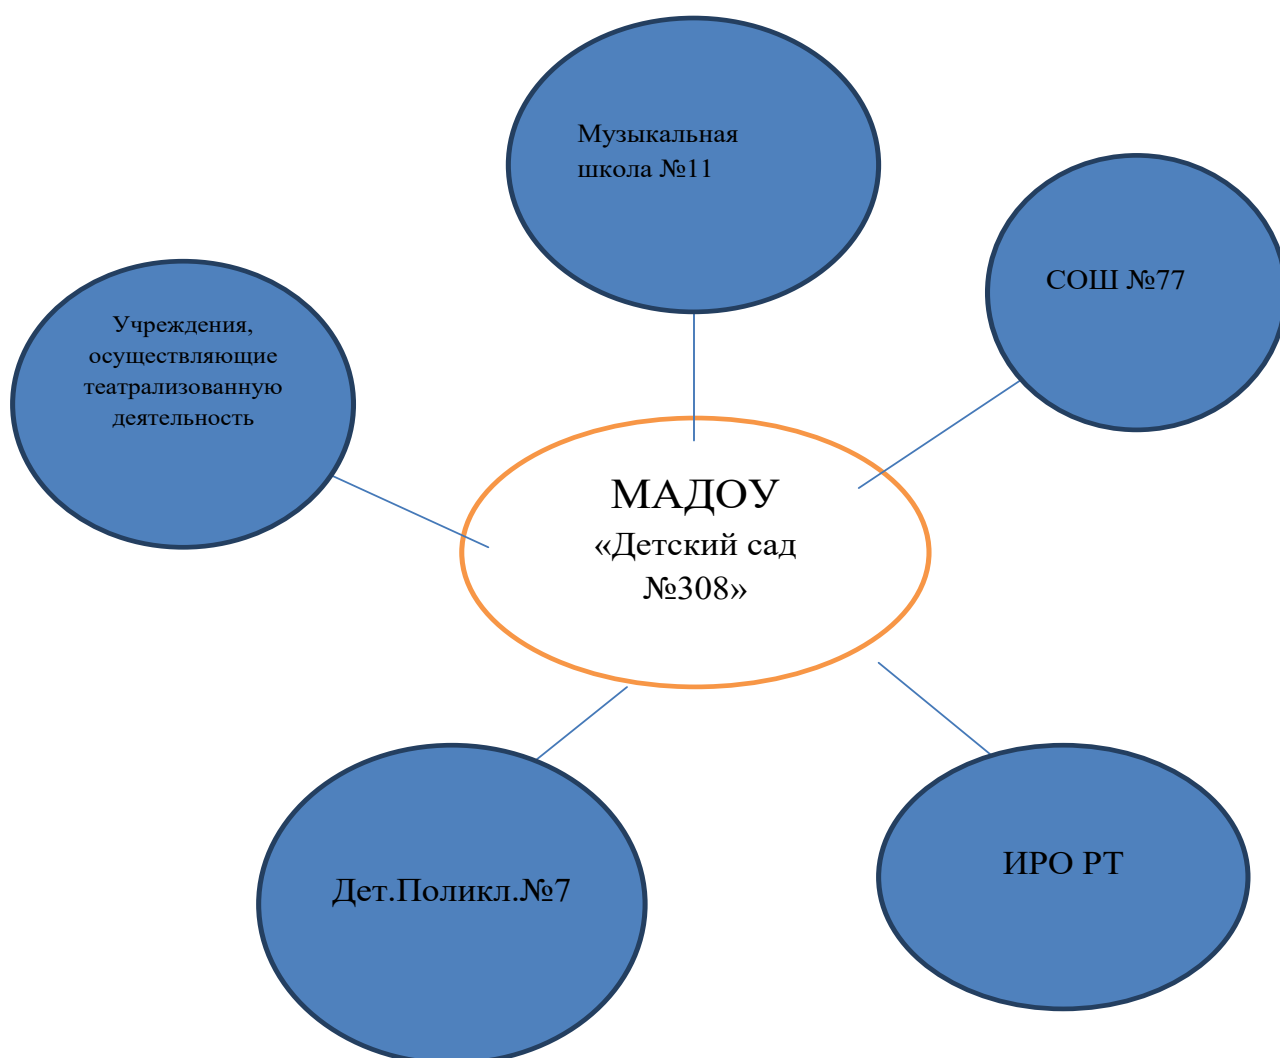 Музыкальная
школа №11
СОШ №77
Учреждения,
осуществляющие
театрализованную
деятельность
МАДОУ
«Детский сад
№308»
Дет.Поликл.№7
ИРО РТ